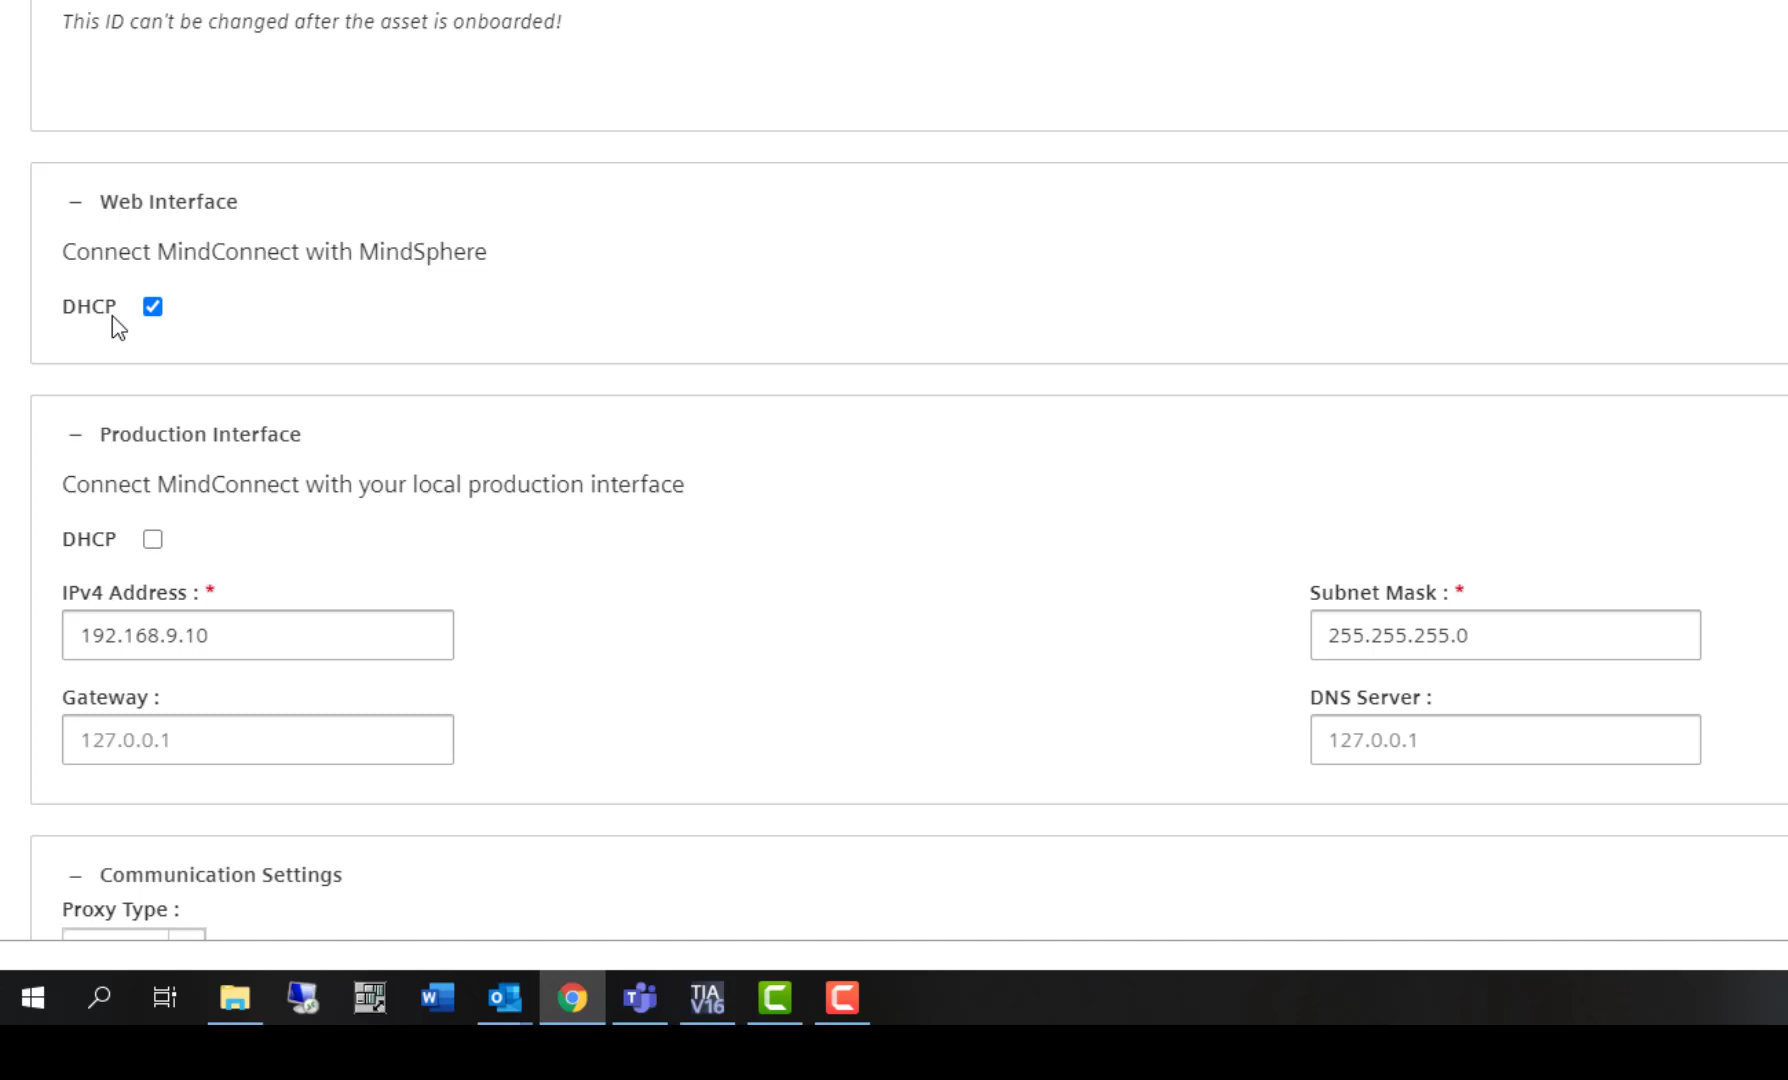 This ID can't be changed after the asset is onboarded!
– Web Interface
Connect MindConnect with MindSphere
DHCP
– Production Interface
Connect MindConnect with your local production interface
DHCP
IPv4 Address : *
Subnet Mask : *
192.168.9.10
255.255.255.0
Gateway :
DNS Server :
127.0.0.1
127.0.0.1
– Communication Settings
Proxy Type :
TIA
V16